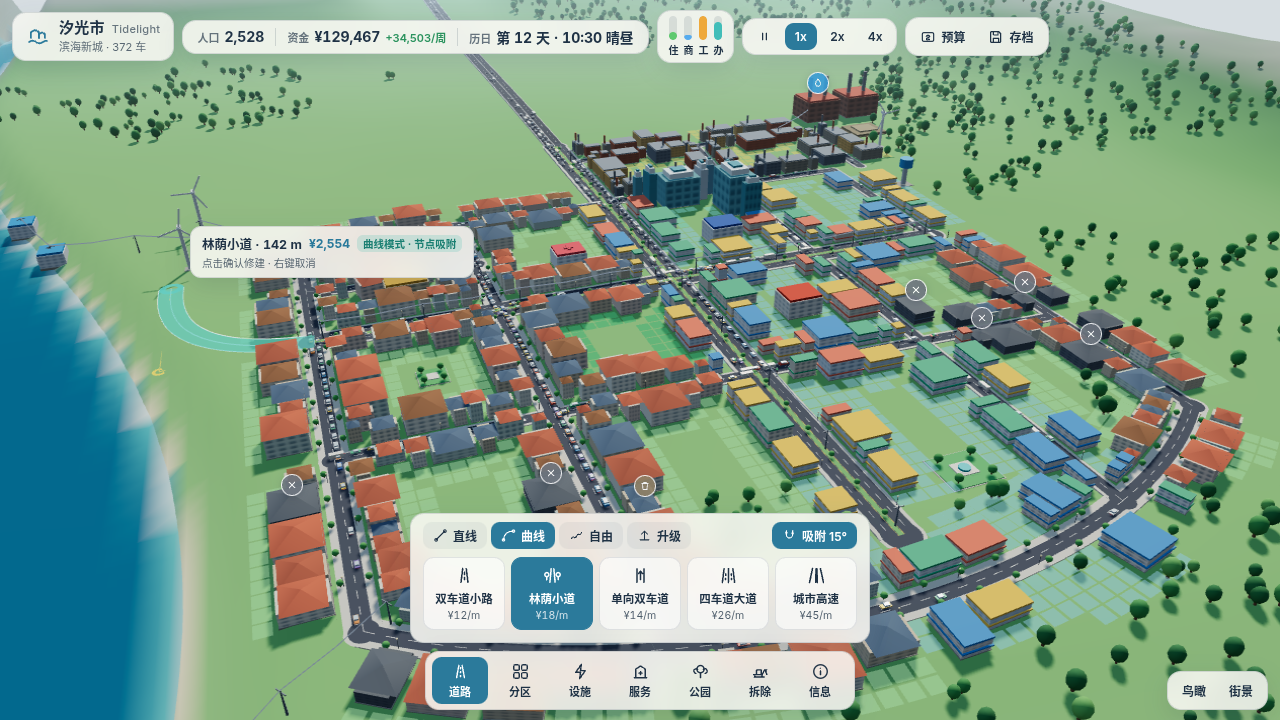 汐光市 Tidelight
滨海新城 · 372 车
人口 2,528 资金 ¥129,467 +34,503/周 历日 第 12 天 · 10:30 晴昼
住 商 工 办
1x 2x 4x
预算 存档
林荫小道 · 142 m ¥2,554 曲线模式 · 节点吸附
点击确认修建 · 右键取消
直线 曲线 自由 升级 吸附 15°
双车道小路 林荫小道 单向双车道 四车道大道 城市高速
¥12/m ¥18/m ¥14/m ¥26/m ¥45/m
道路 分区 设施 服务 公园 拆除 信息
鸟瞰 街景